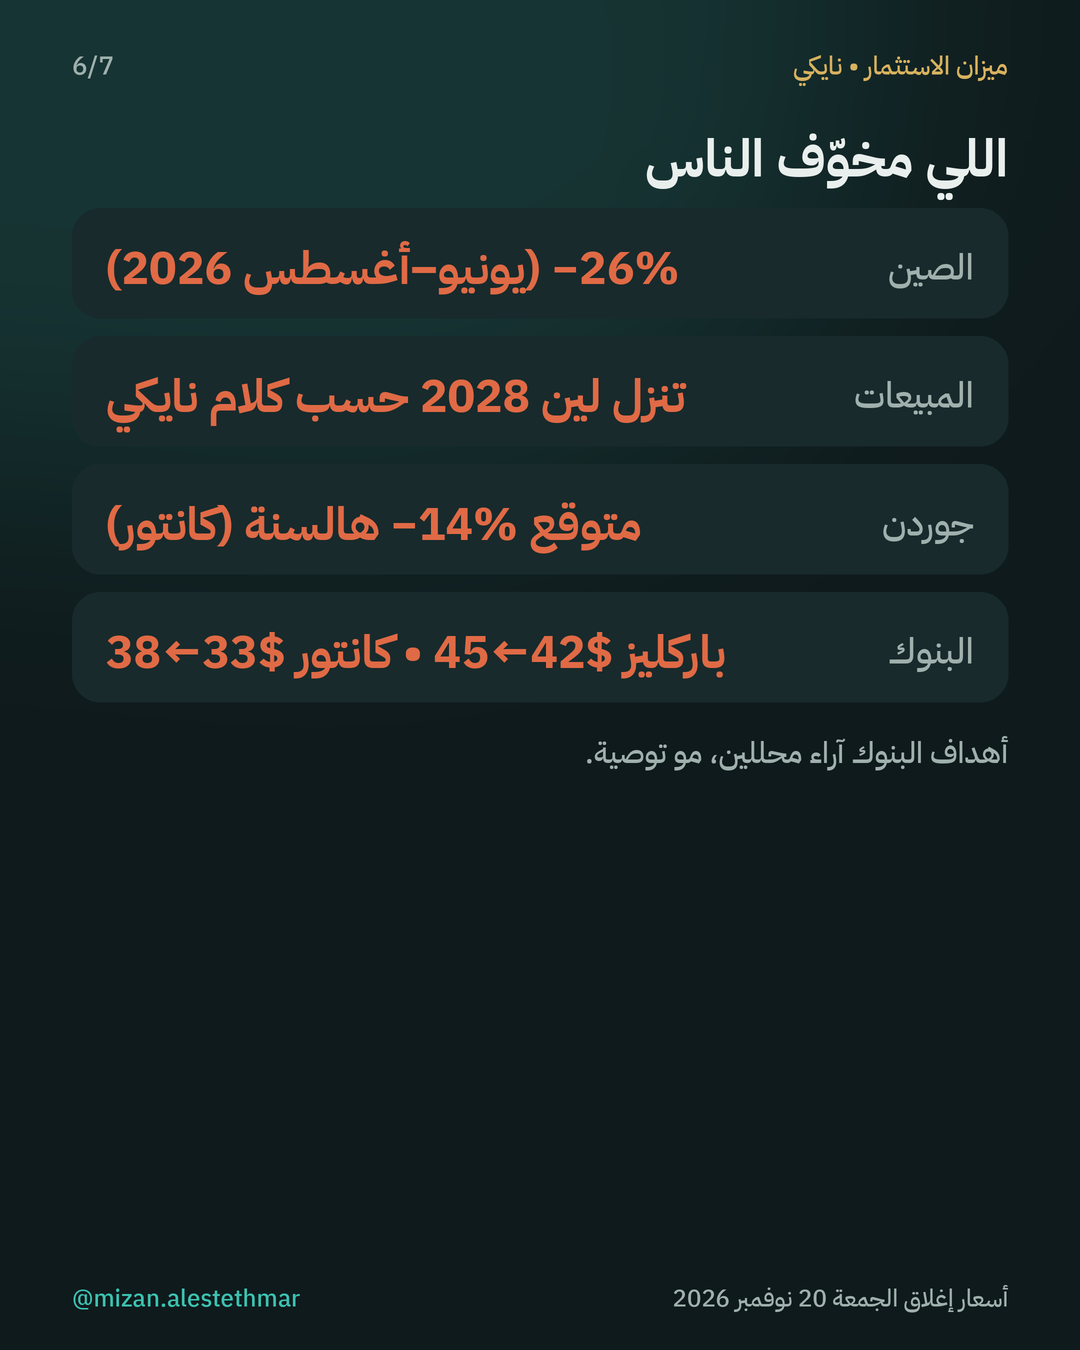 ميزان الاستثمار • نايكي
6/7
اللي مخوّف الناس
الصين
−26% (يونيو–أغسطس 2026)
المبيعات
تنزل لين 2028 حسب كلام نايكي
جوردن
متوقع −14% هالسنة (كانتور)
البنوك
باركليز $42←45 • كانتور $33←38
أهداف البنوك آراء محللين، مو توصية.
أسعار إغلاق الجمعة 20 نوفمبر 2026
@mizan.alestethmar